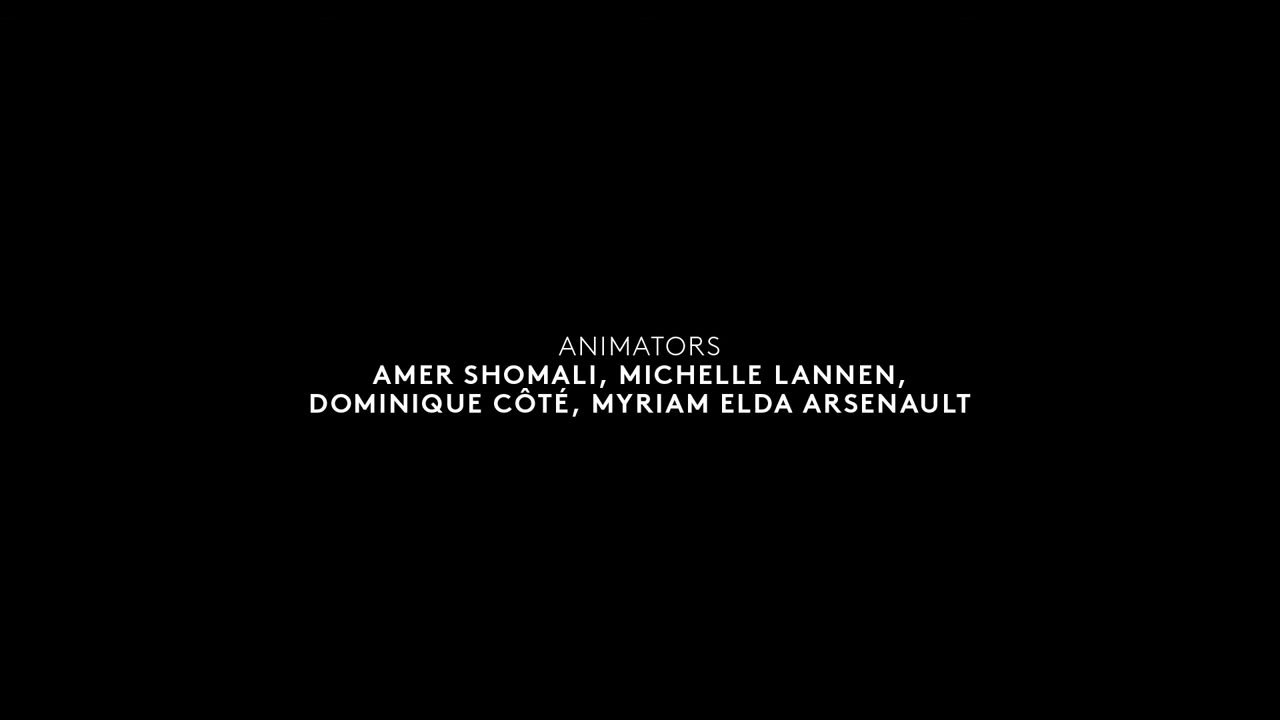 ANIMATORS
AMER SHOMALI, MICHELLE LANNEN,
DOMINIQUE CÔTÉ, MYRIAM ELDA ARSENAULT